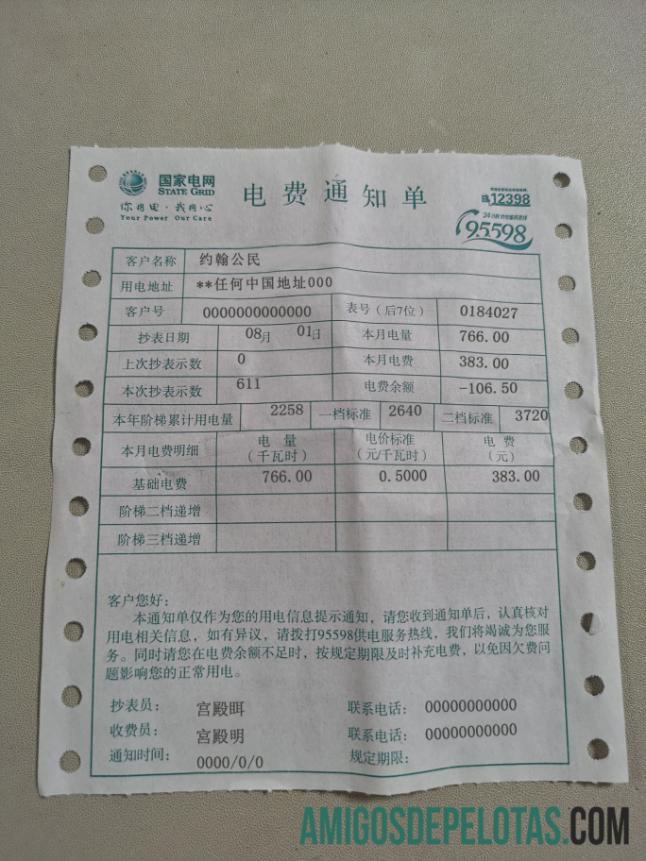 国家电网
STATE GRID
你用电·我用心
Your Power Our Care
电费通知单
12398
24小时供电服务热线
95598
客户名称 约翰公民
用电地址 **任何中国地址000
客户号 0000000000000 表号（后7位） 0184027
抄表日期 08月 01日 本月电量 766.00
上次抄表示数 0 本月电费 383.00
本次抄表示数 611 电费余额 -106.50
本年阶梯累计用电量 2258 一档标准 2640 二档标准 3720
本月电费明细 电量（千瓦时） 电价标准（元/千瓦时） 电费（元）
基础电费 766.00 0.5000 383.00
阶梯二档递增
阶梯三档递增
客户您好：
本通知单仅作为您的用电信息提示通知，请您收到通知单后，认真核对
用电相关信息，如有异议，请拨打95598供电服务热线，我们将竭诚为您服
务。同时请您在电费余额不足时，按规定期限及时补充电费，以免因欠费问
题影响您的正常用电。
抄表员： 宫殿眲 联系电话： 00000000000
收费员： 宫殿明 联系电话： 00000000000
通知时间： 0000/0/0 规定期限：
AMIGOSDEPELOTAS.COM